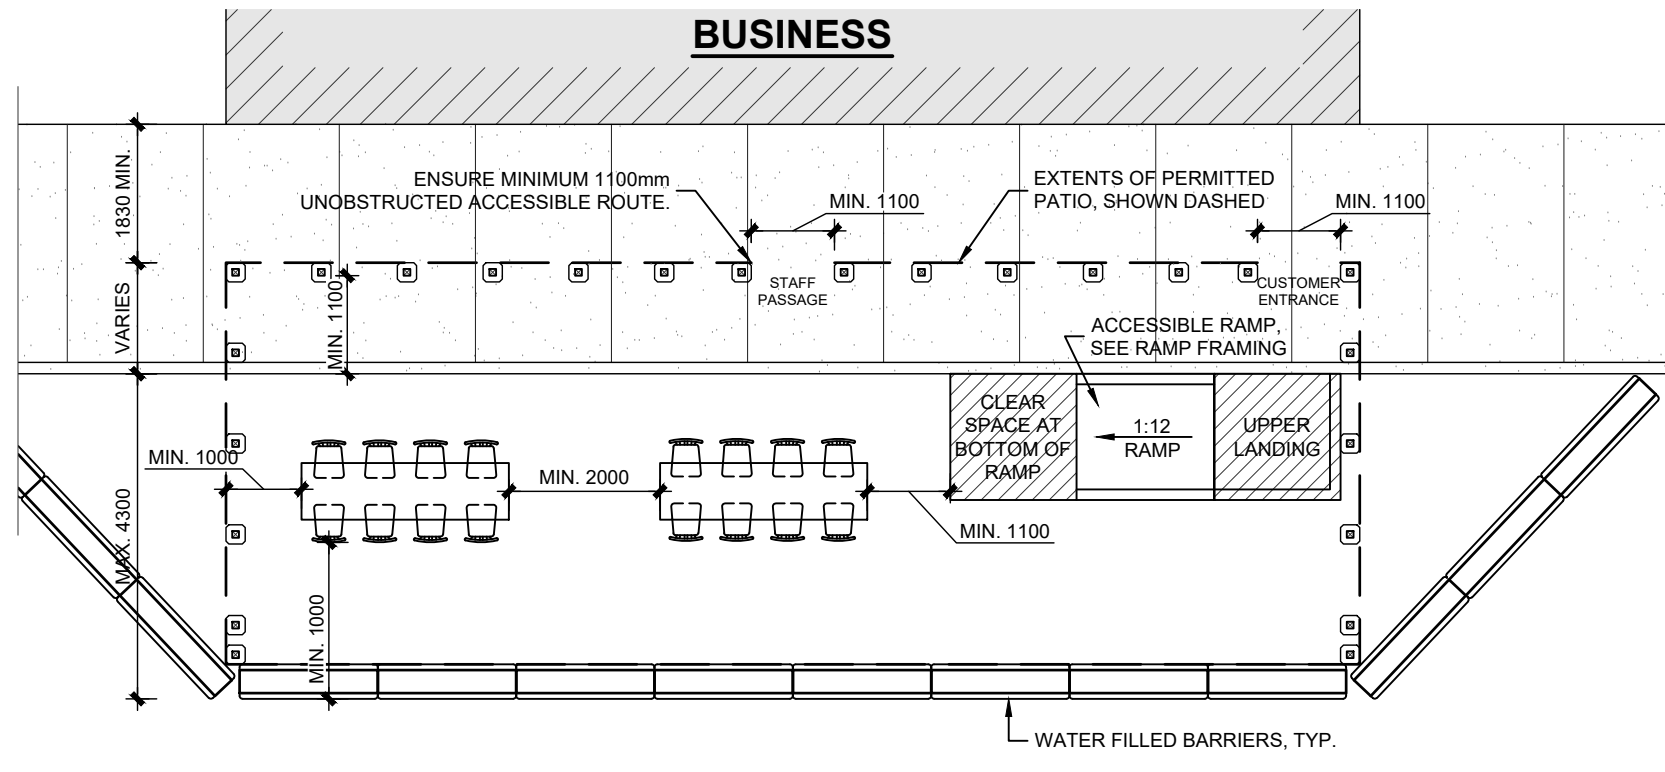 BUSINESS
1830 MIN.
VARIES
MAX. 4300
ENSURE MINIMUM 1100mm
UNOBSTRUCTED ACCESSIBLE ROUTE.
MIN. 1100
EXTENTS OF PERMITTED
PATIO, SHOWN DASHED
MIN. 1100
STAFF
PASSAGE
CUSTOMER
ENTRANCE
MIN. 1100
ACCESSIBLE RAMP,
SEE RAMP FRAMING
CLEAR
SPACE AT
BOTTOM OF
RAMP
1:12
RAMP
UPPER
LANDING
MIN. 1000
MIN. 2000
MIN. 1100
MIN. 1000
WATER FILLED BARRIERS, TYP.